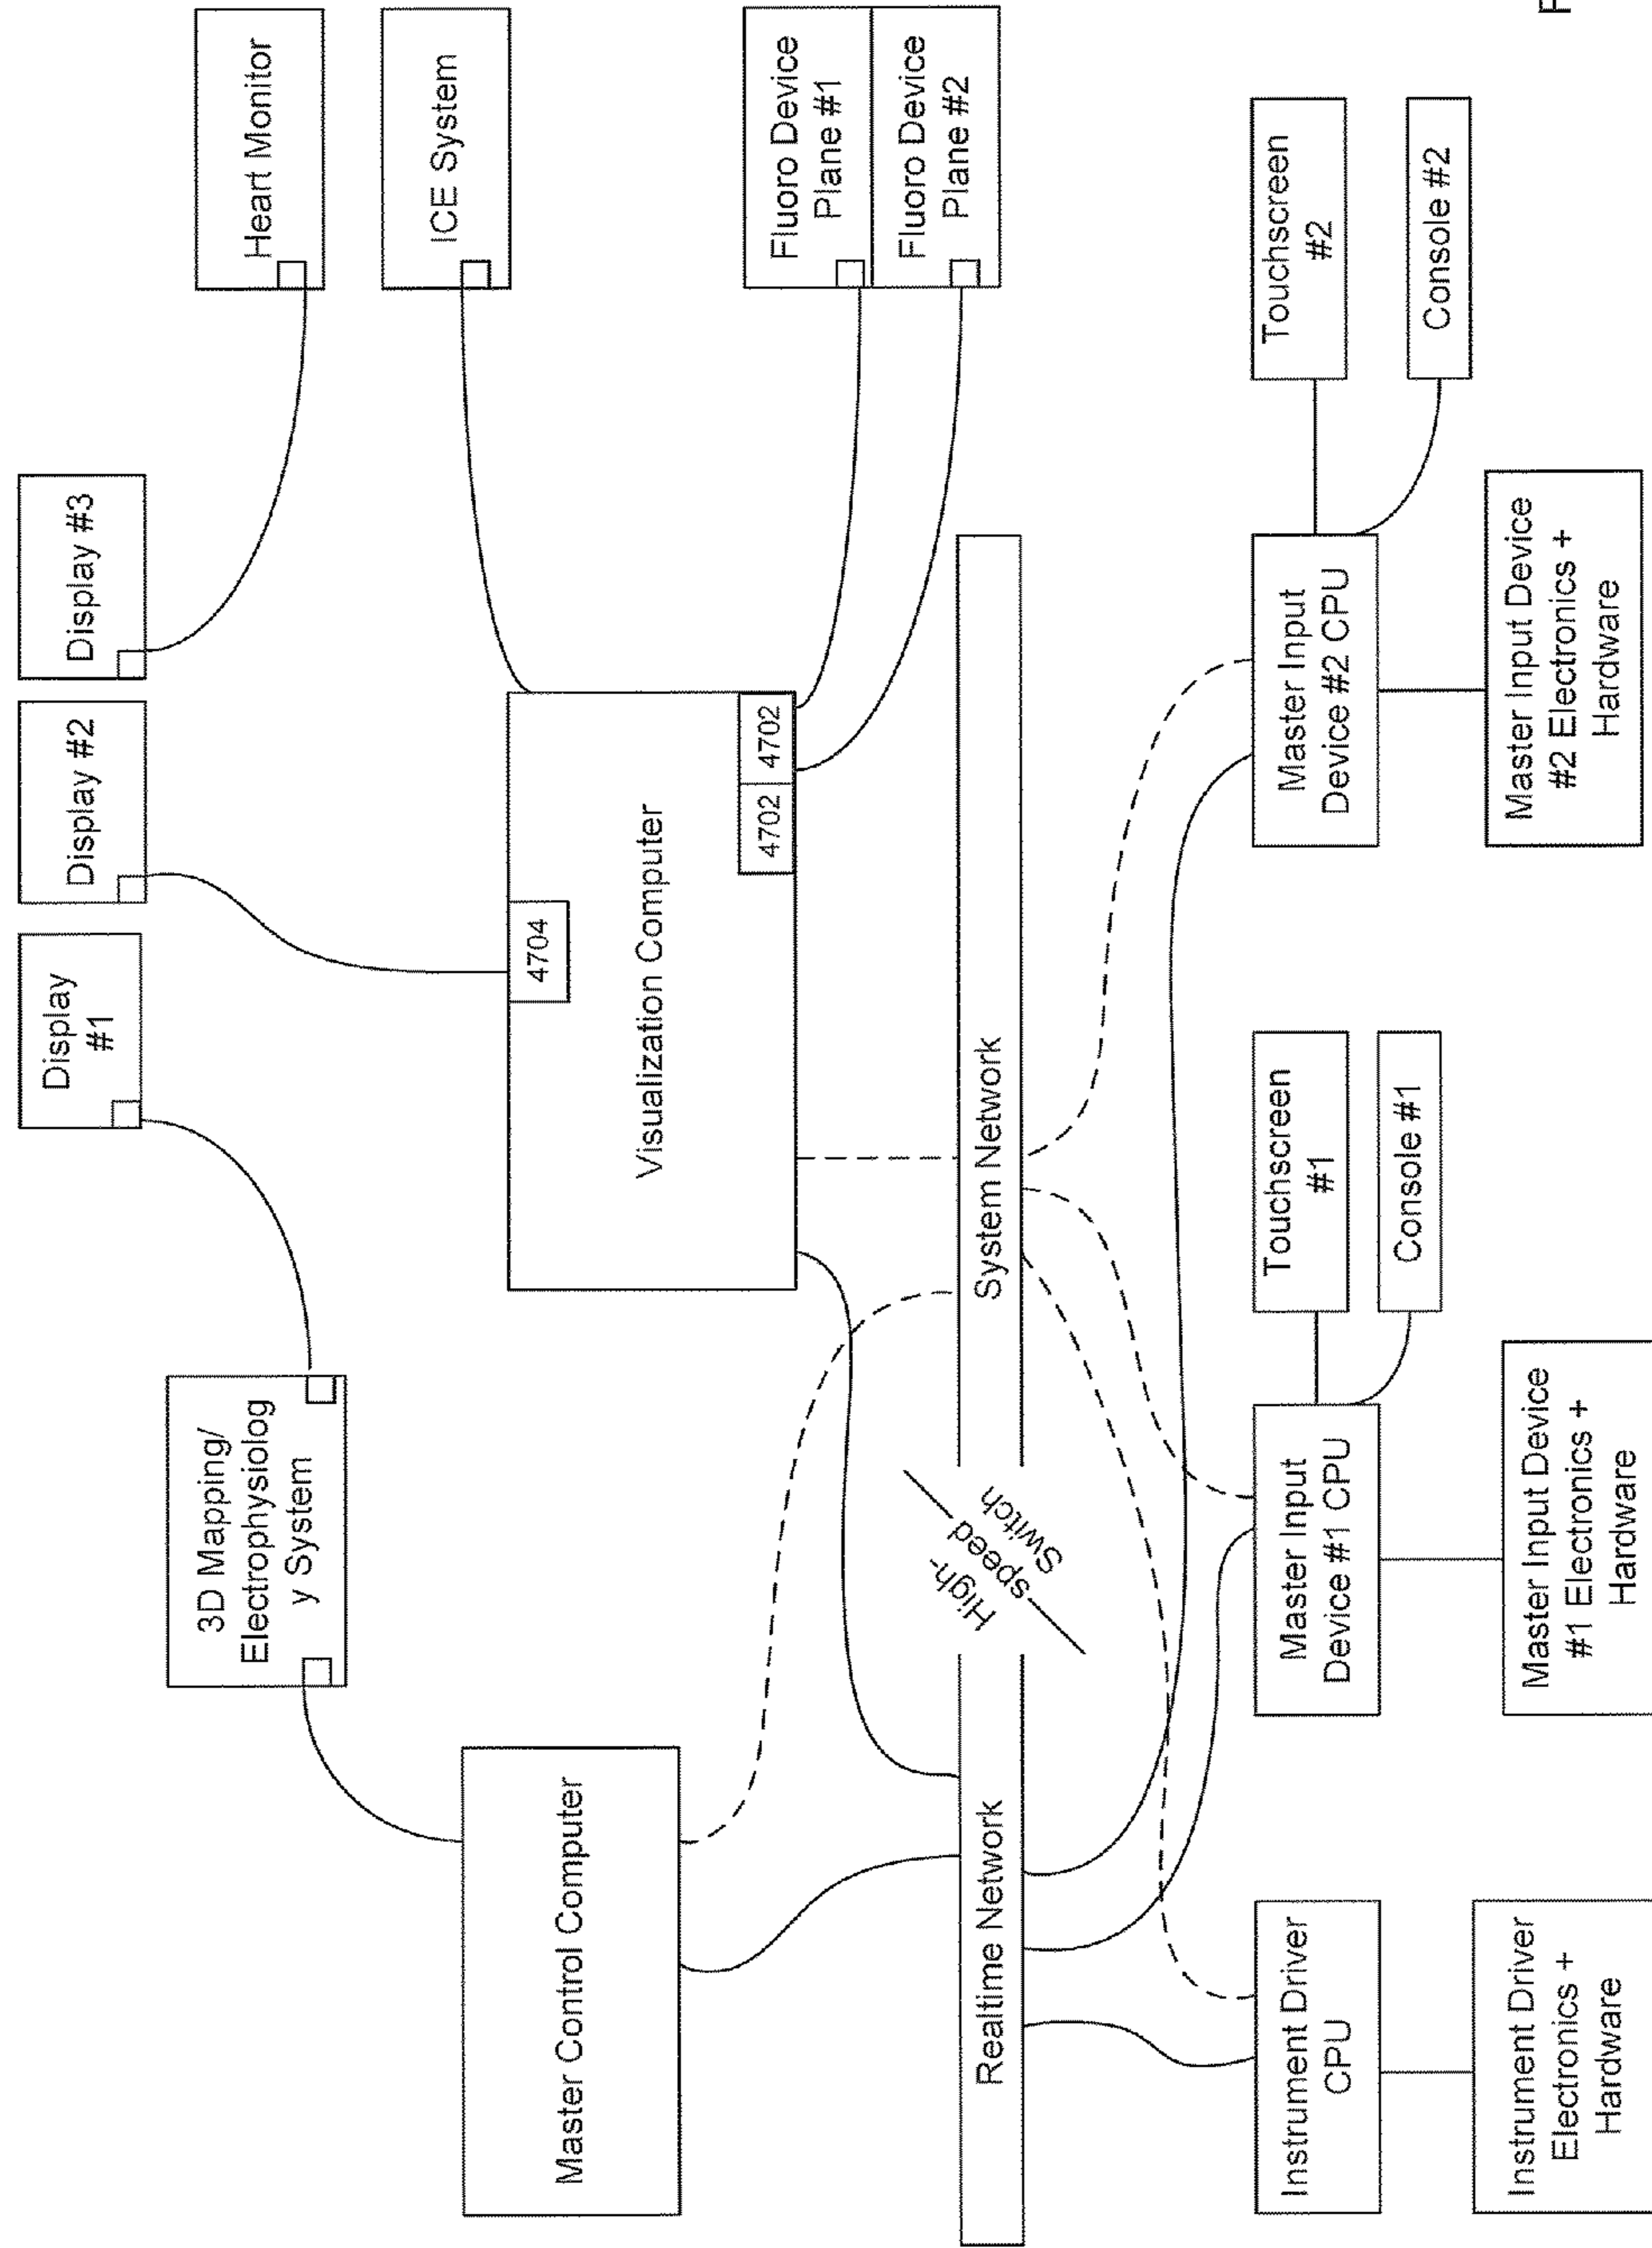 Display
#1
Display #2
Display #3
3D Mapping/
Electrophysiolog
y System
Heart Monitor
ICE System
Master Control Computer
4704
Visualization Computer
4702
4702
Fluoro Device
Plane #1
Fluoro Device
Plane #2
Realtime Network
High-
speed
Switch
System Network
Instrument Driver
CPU
Master Input
Device #1 CPU
Touchscreen
#1
Console #1
Master Input
Device #2 CPU
Touchscreen
#2
Console #2
Instrument Driver
Electronics +
Hardware
Master Input Device
#1 Electronics +
Hardware
Master Input Device
#2 Electronics +
Hardware